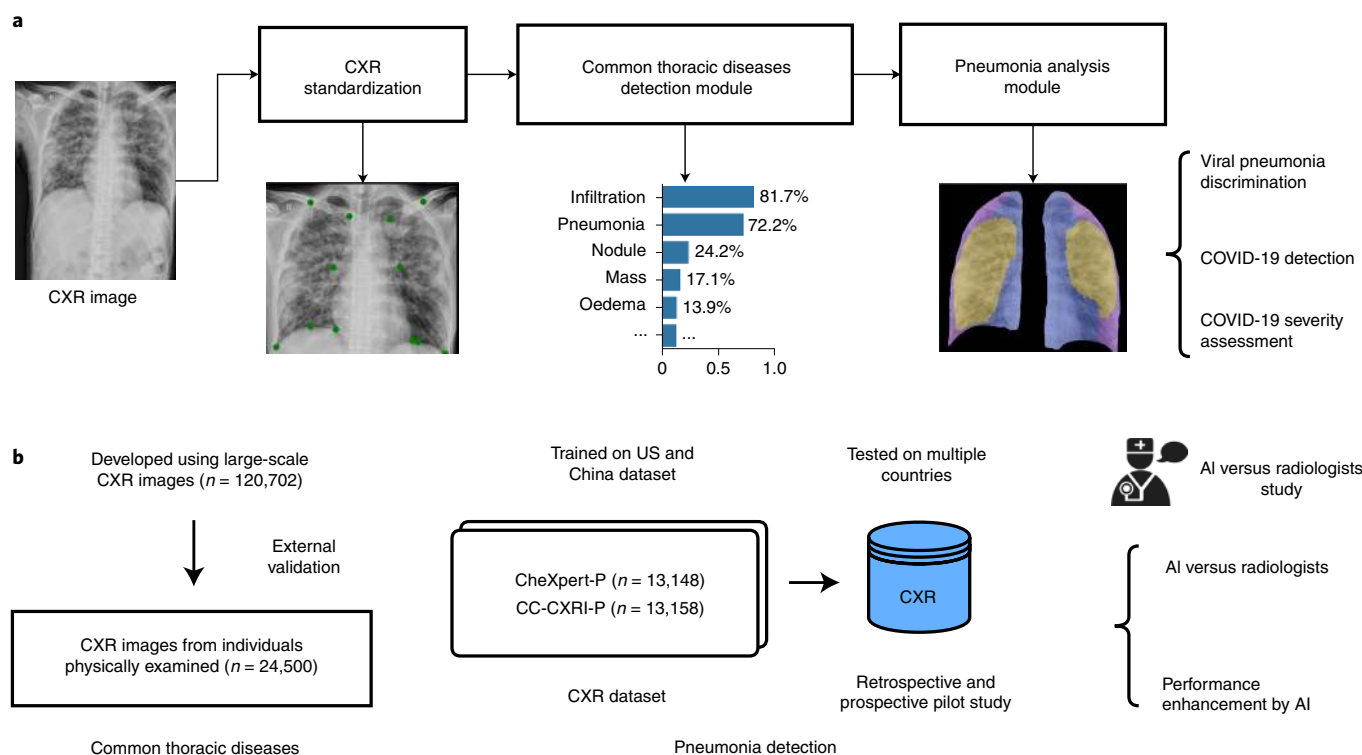 a
CXR
standardization
Common thoracic diseases
detection module
Pneumonia analysis
module
CXR image
Infiltration 81.7%
Pneumonia 72.2%
Nodule 24.2%
Mass 17.1%
Oedema 13.9%
... ...
0 0.5 1.0
Viral pneumonia
discrimination
COVID-19 detection
COVID-19 severity
assessment
b
Developed using large-scale
CXR images (n = 120,702)
External
validation
CXR images from individuals
physically examined (n = 24,500)
Common thoracic diseases
Trained on US and
China dataset
CheXpert-P (n = 13,148)
CC-CXRI-P (n = 13,158)
CXR dataset
Tested on multiple
countries
CXR
Retrospective and
prospective pilot study
Pneumonia detection
AI versus radiologists
study
AI versus radiologists
Performance
enhancement by AI